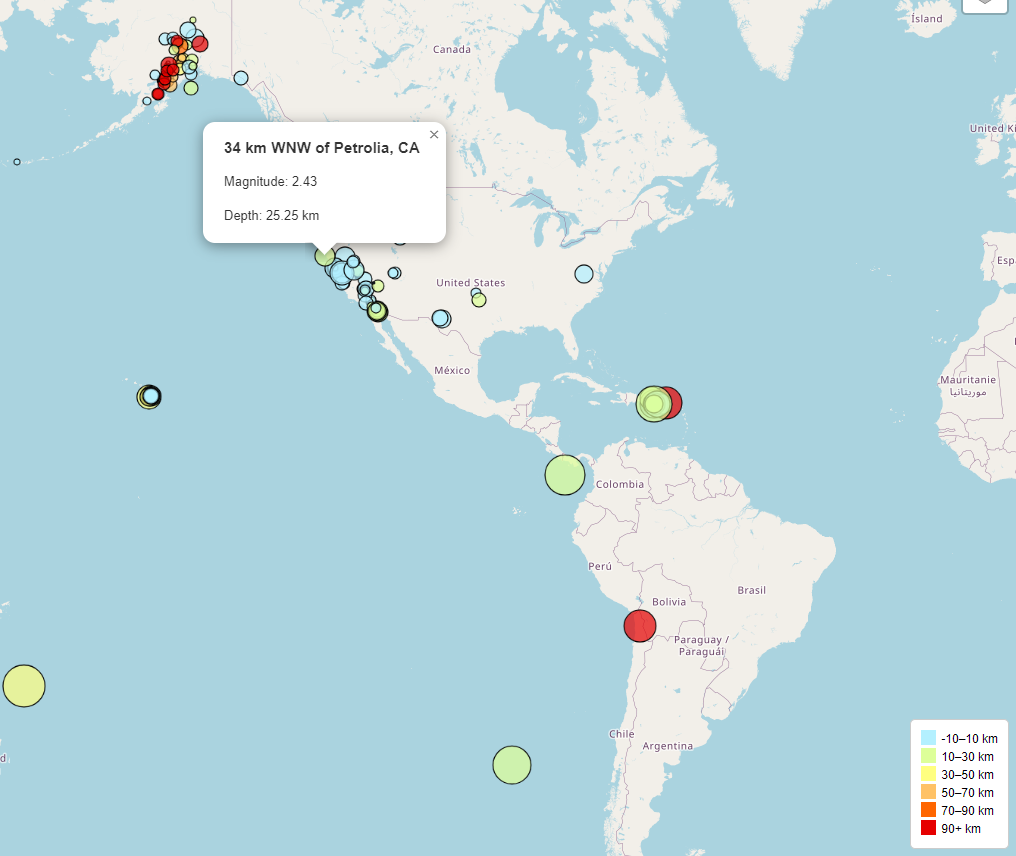 Ísland
Canada
United Ki
34 km WNW of Petrolia, CA
×
Magnitude: 2.43
Depth: 25.25 km
Esp
United States
México
Mauritanie
موريتانيا
Colombia
Perú
Brasil
Bolivia
Paraguay /
Paraguái
Chile
Argentina
d.
-10–10 km
10–30 km
30–50 km
50–70 km
70–90 km
90+ km